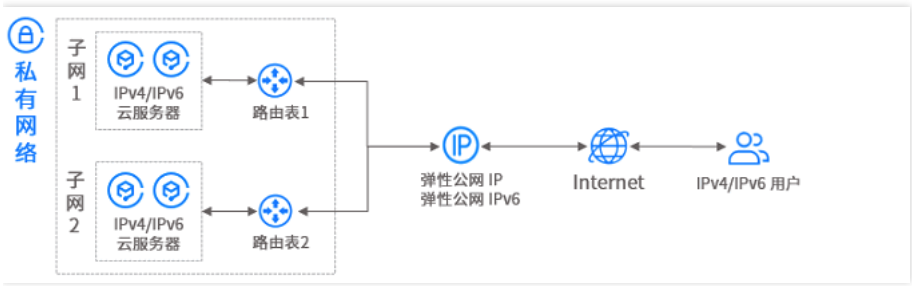 私有网络
子网1
IPv4/IPv6
云服务器
路由表1
子网2
IPv4/IPv6
云服务器
路由表2
IP
弹性公网 IP
弹性公网 IPv6
Internet
IPv4/IPv6 用户